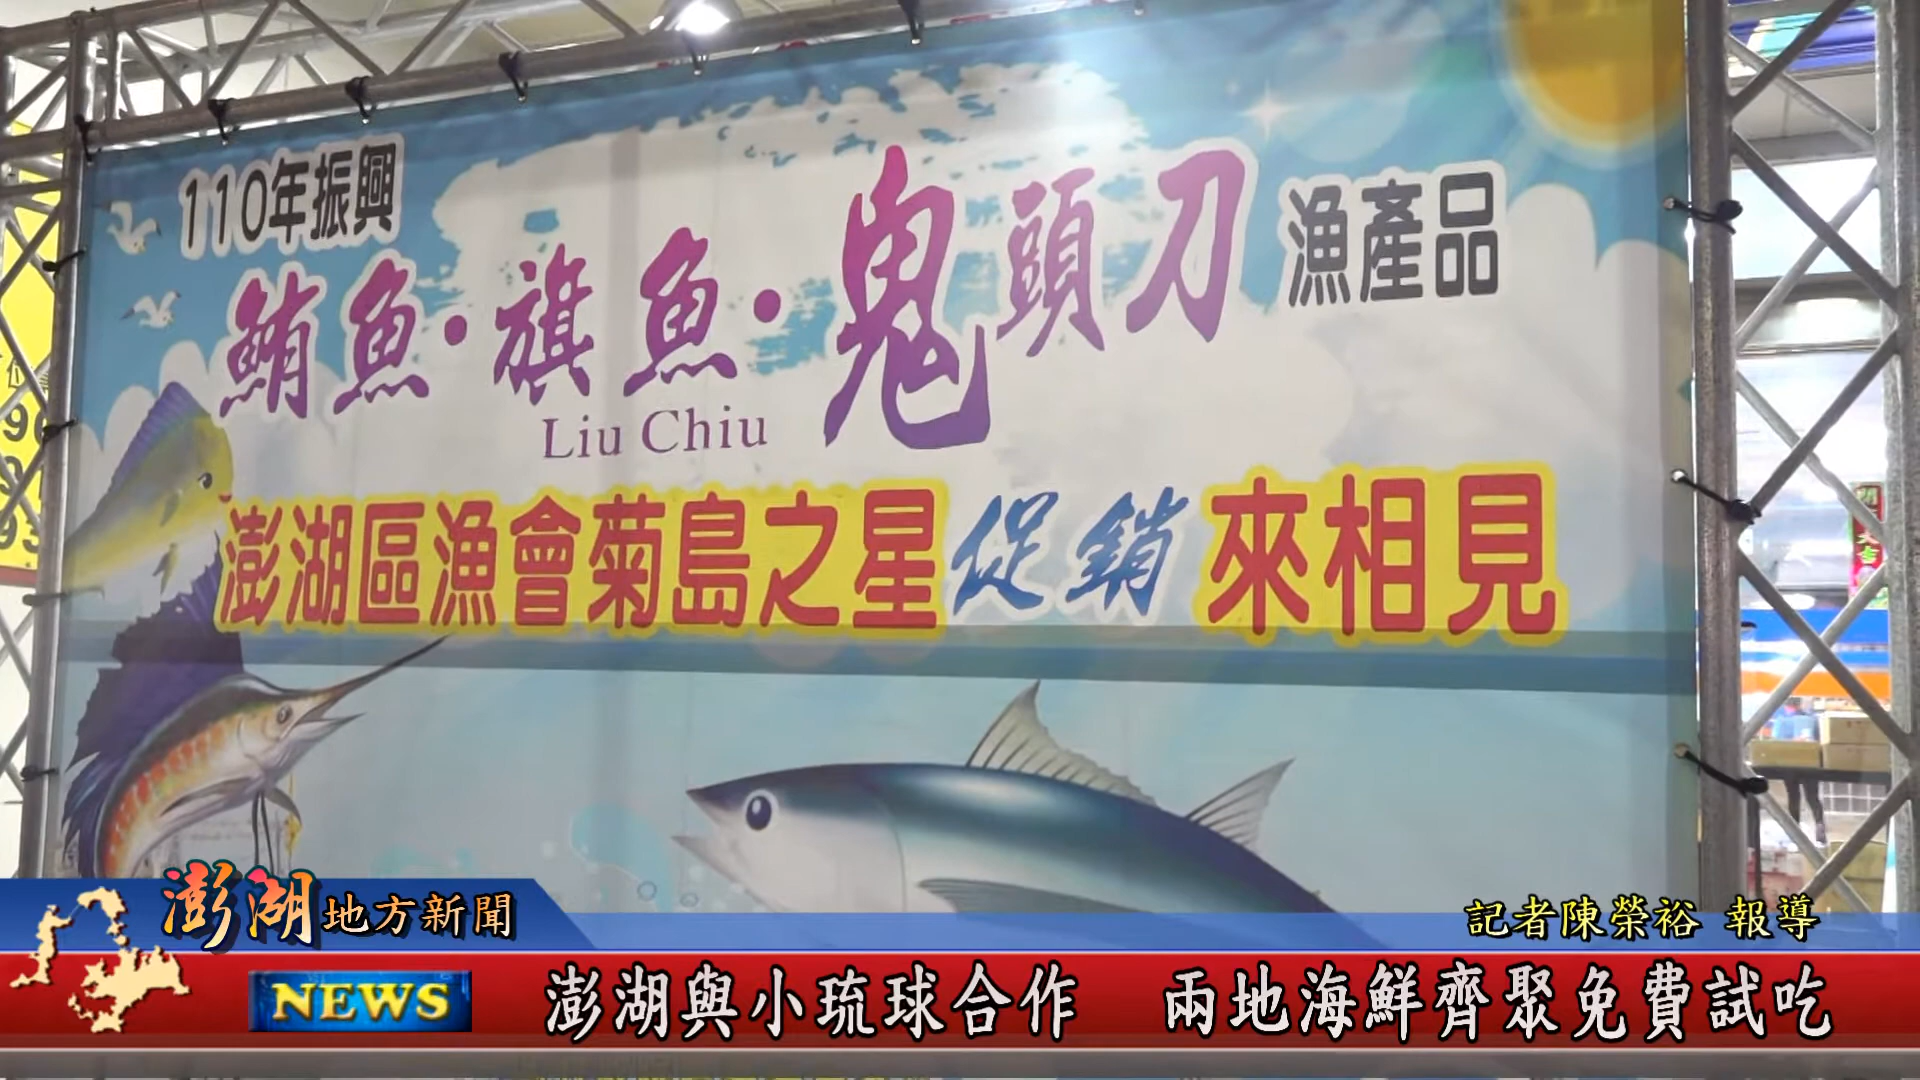 110年振興
鮪魚·旗魚·鬼頭刀 漁產品
Liu Chiu
澎湖區漁會菊島之星促銷來相見
澎湖地方新聞
記者陳榮裕 報導
NEWS
澎湖與小琉球合作 兩地海鮮齊聚免費試吃